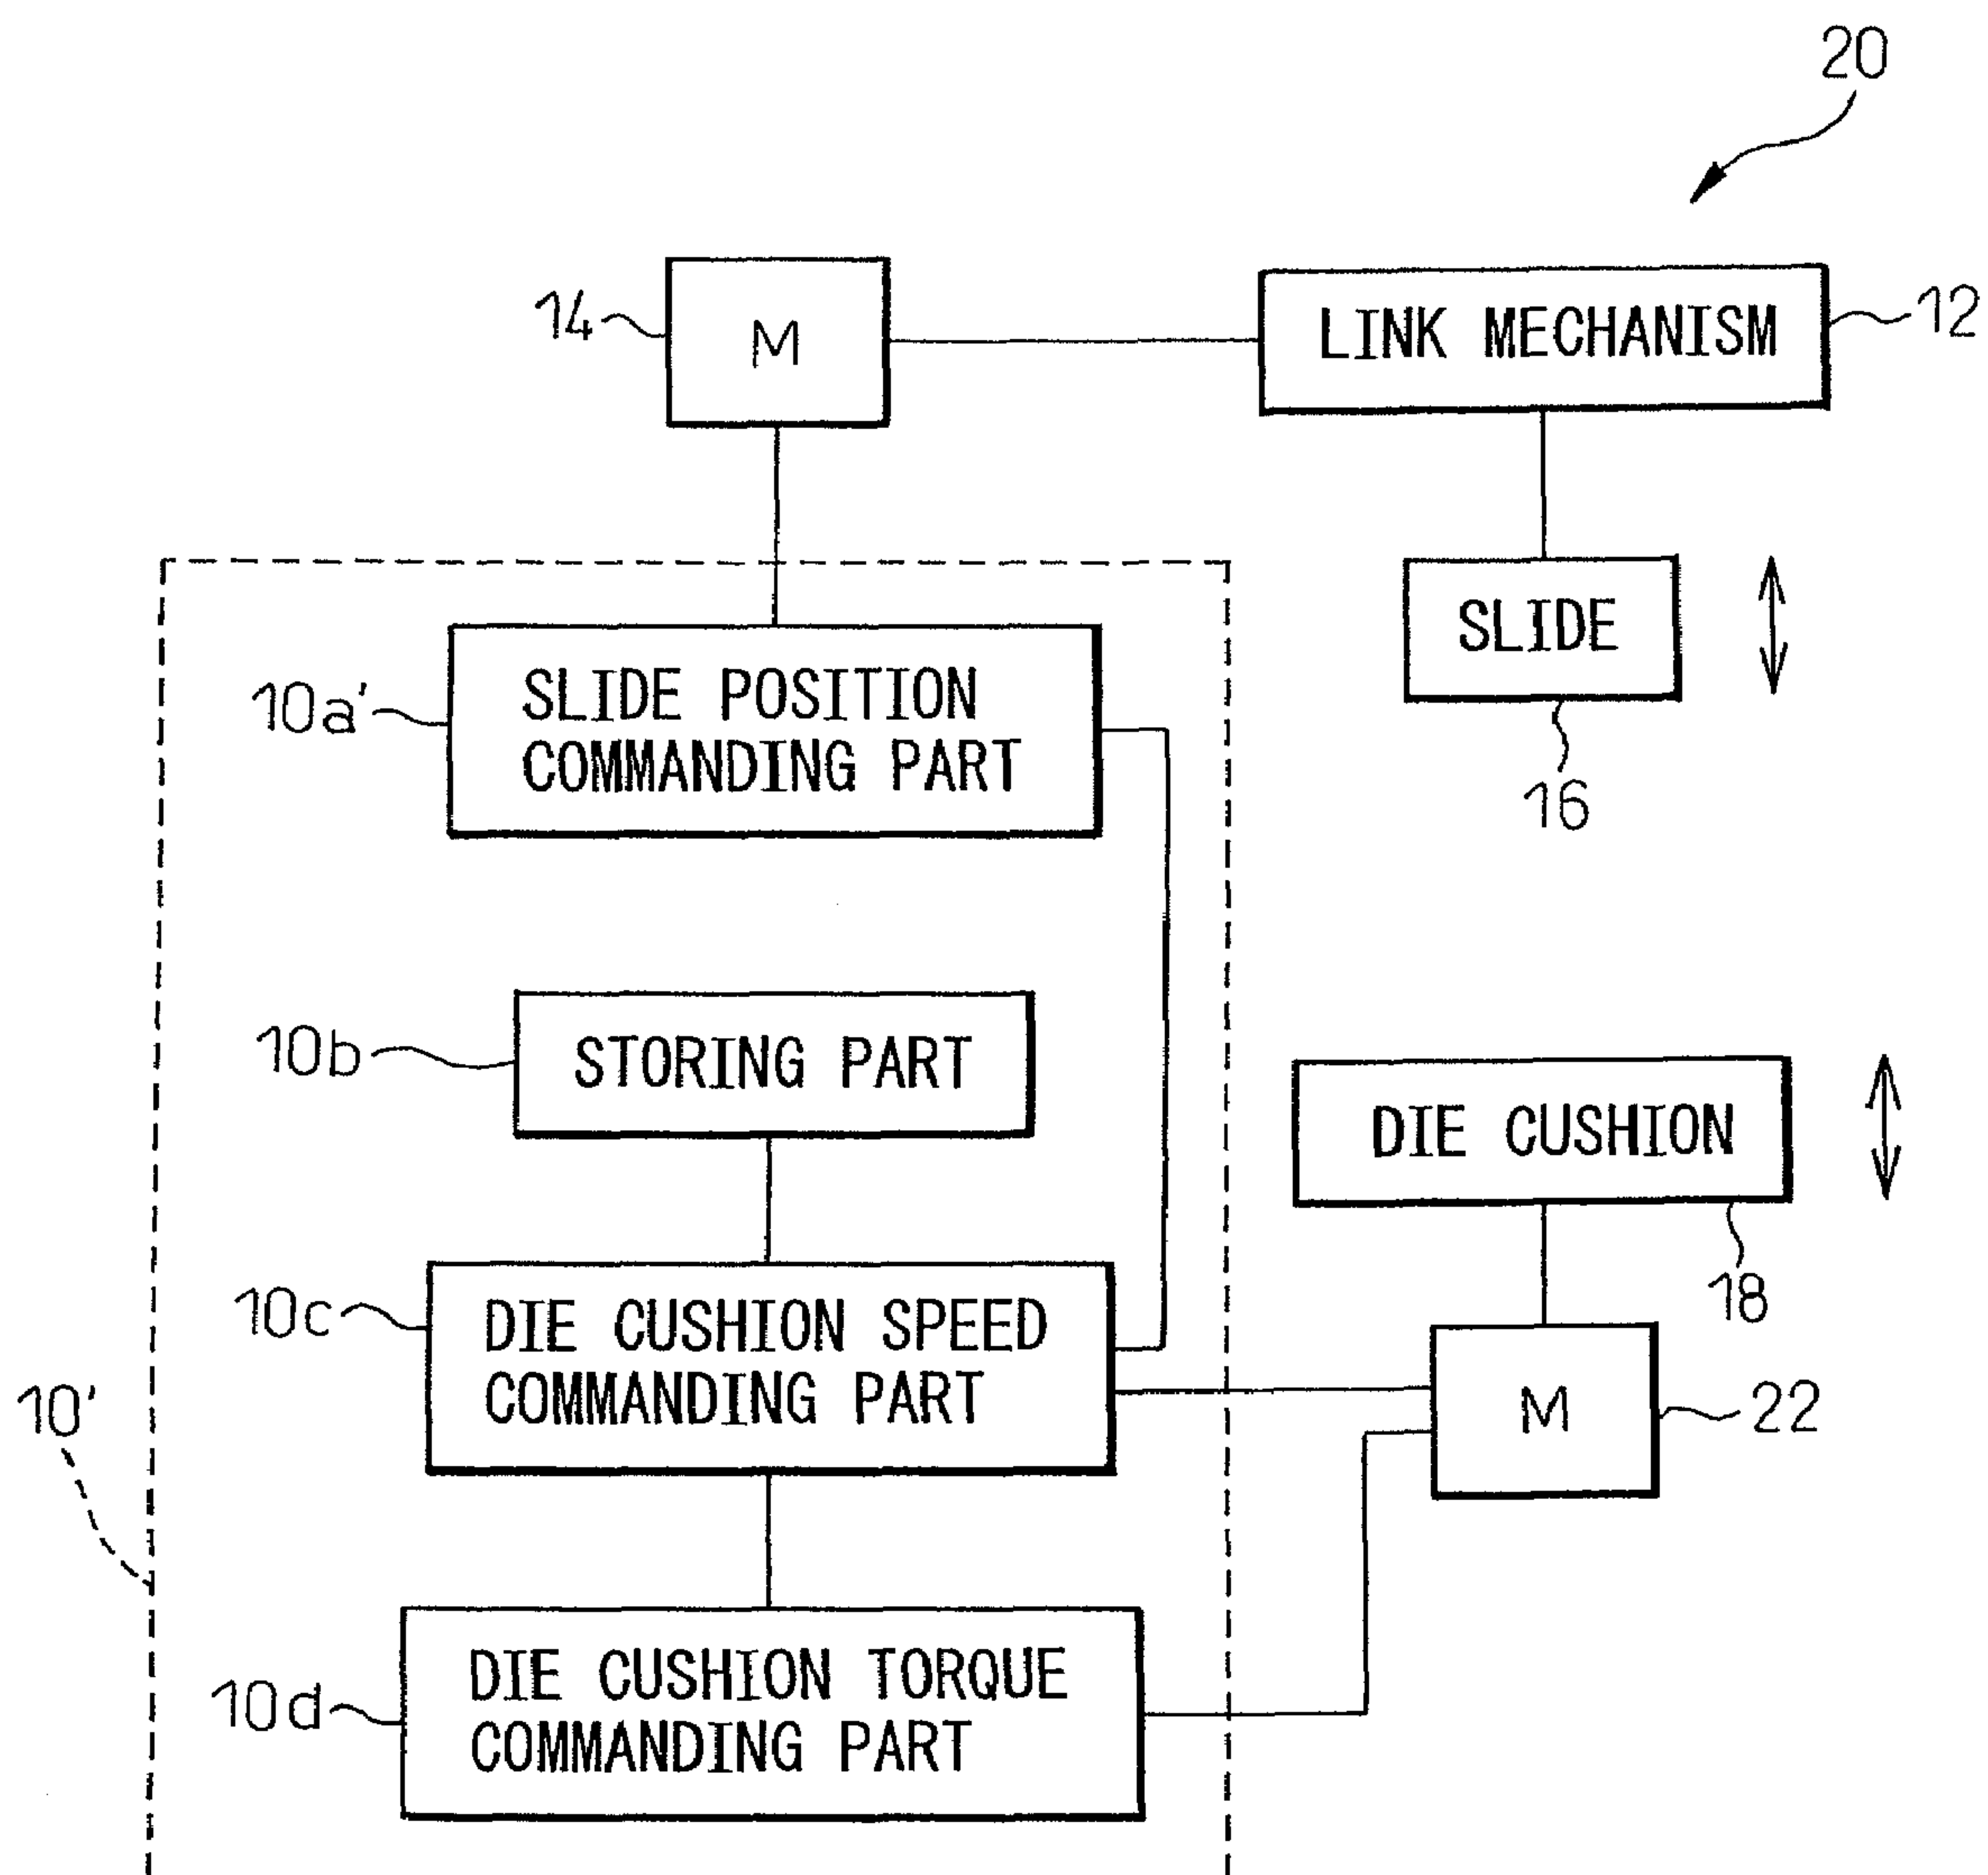 20
14
M
LINK MECHANISM
12
SLIDE
16
10a'
SLIDE POSITION
COMMANDING PART
10b
STORING PART
DIE CUSHION
18
10c
DIE CUSHION SPEED
COMMANDING PART
10'
M
22
10d
DIE CUSHION TORQUE
COMMANDING PART